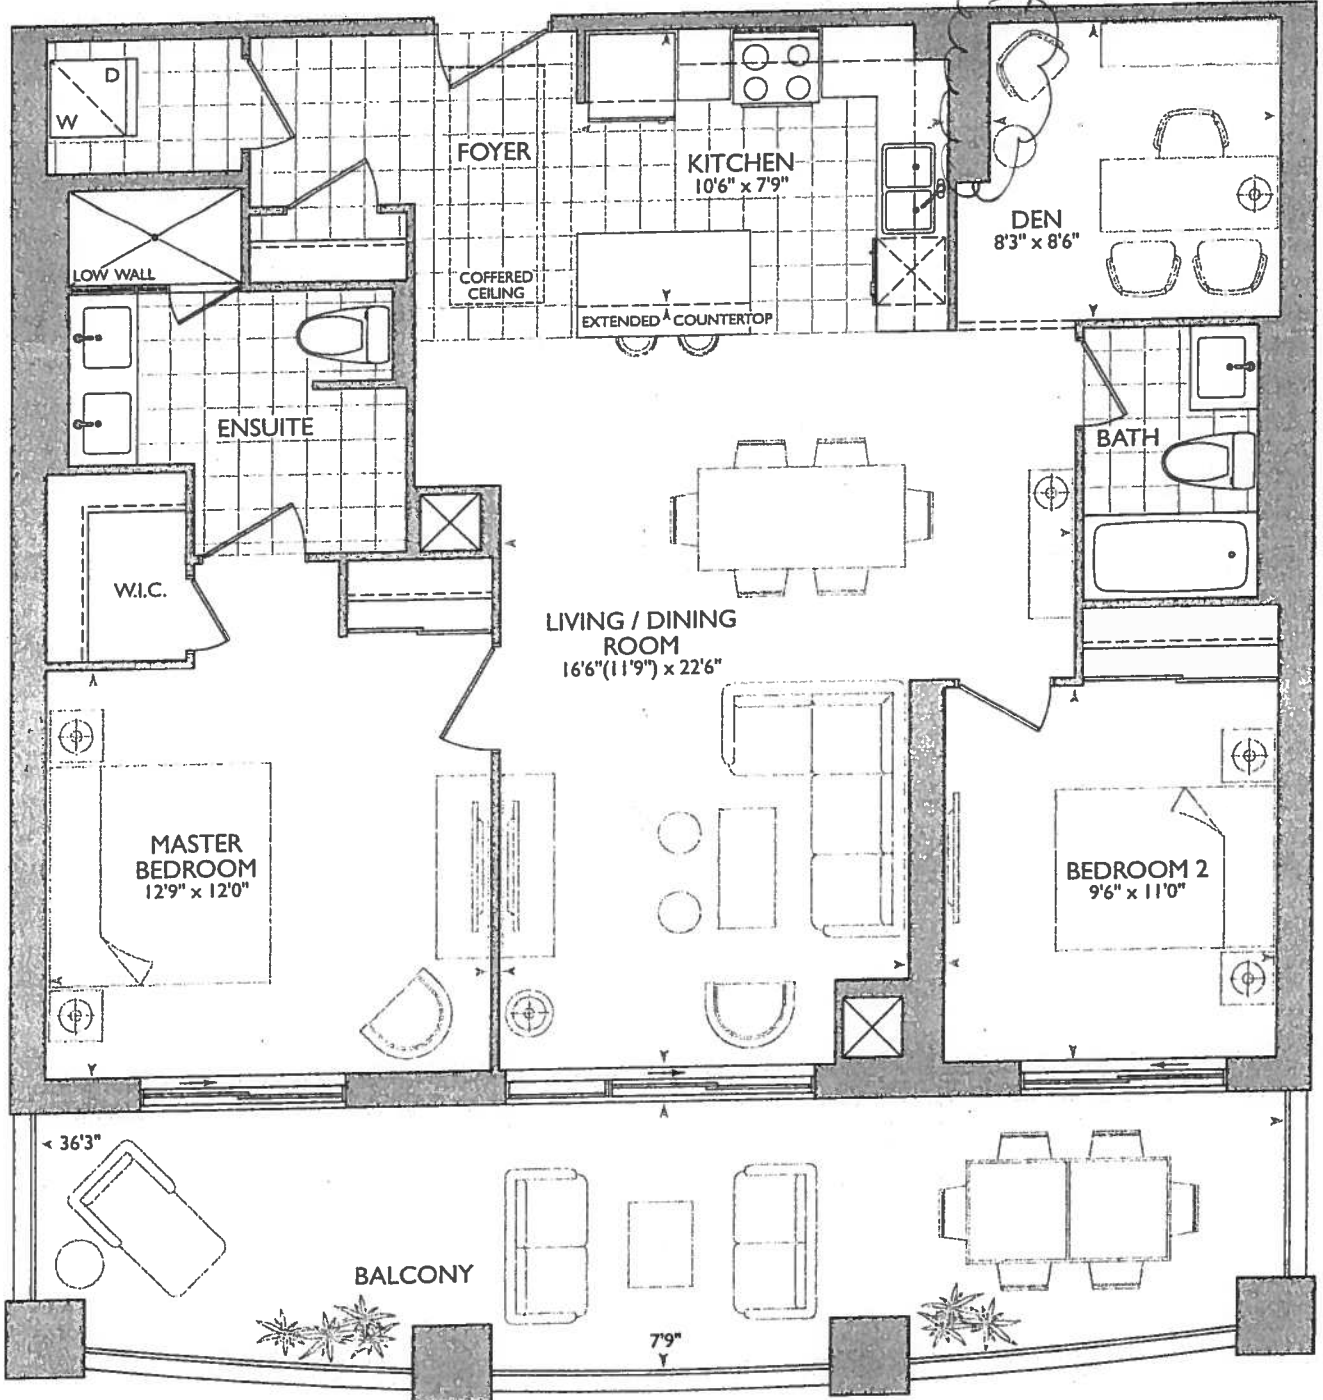 D
W
FOYER
KITCHEN
10'6" x 7'9"
DEN
8'3" x 8'6"
LOW WALL
COFFERED
CEILING
EXTENDED COUNTERTOP
ENSUITE
BATH
W.I.C.
LIVING / DINING
ROOM
16'6"(11'9") x 22'6"
MASTER
BEDROOM
12'9" x 12'0"
BEDROOM 2
9'6" x 11'0"
36'3"
BALCONY
7'9"